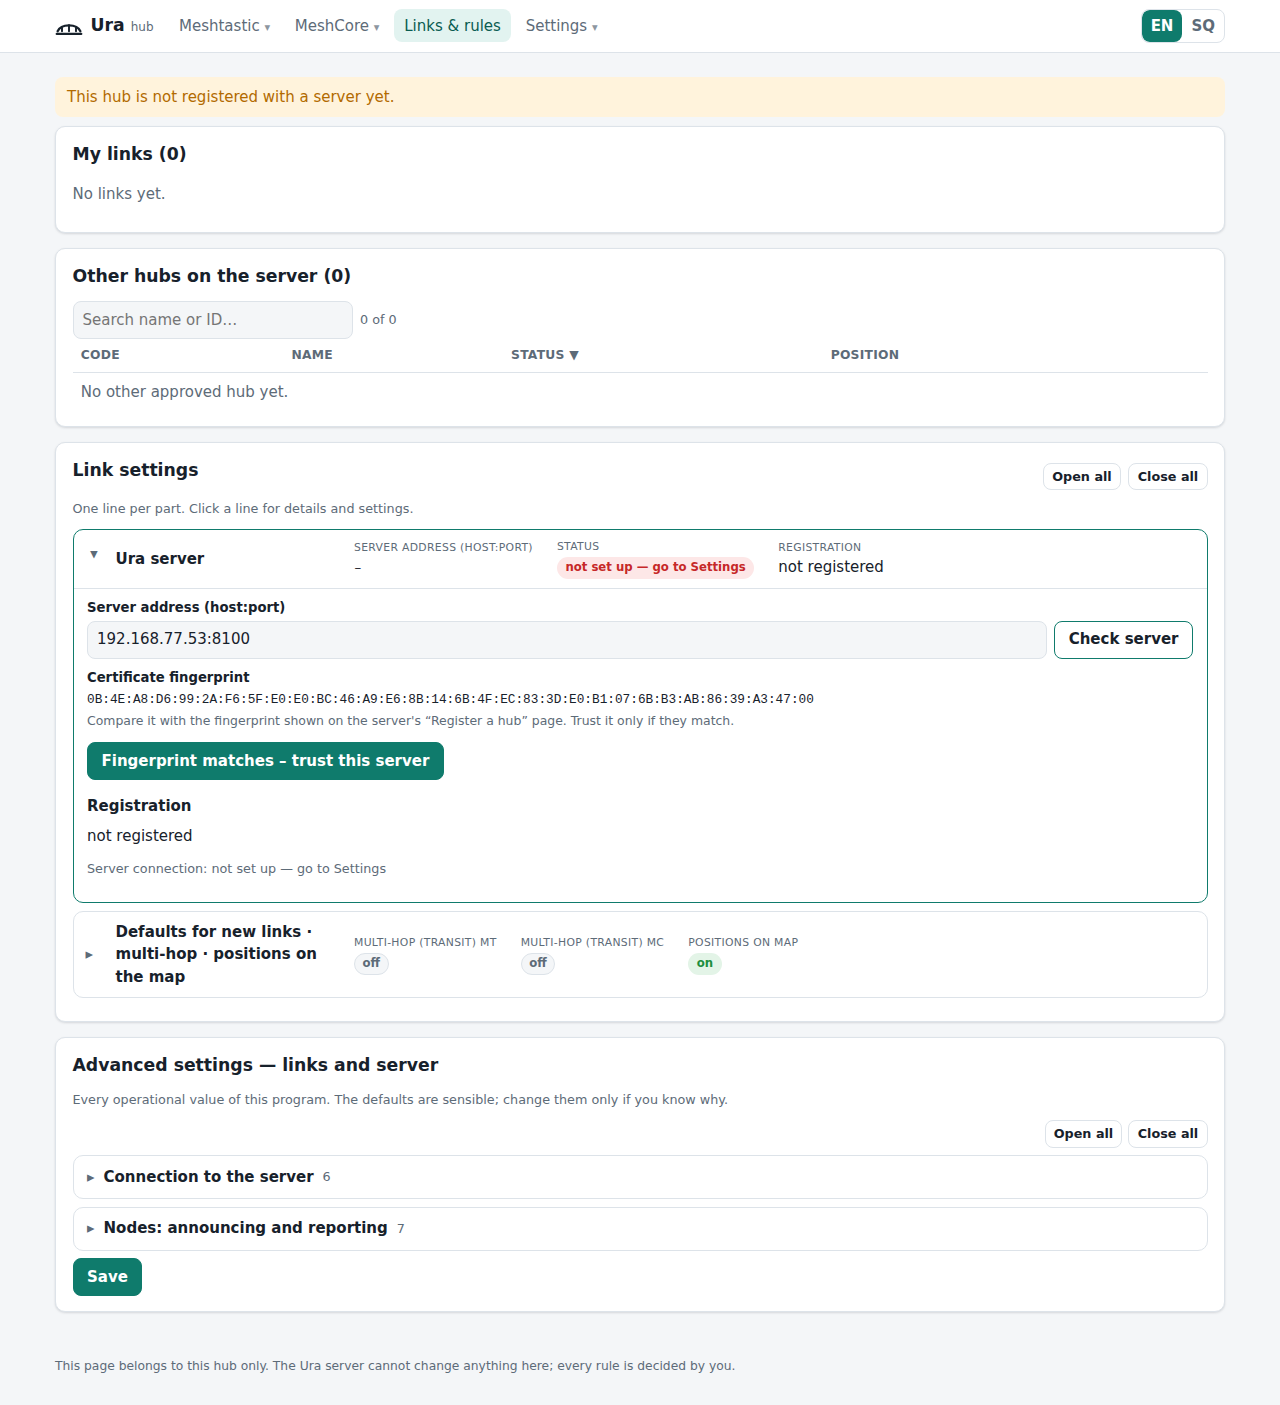 Ura hub Meshtastic ▾ MeshCore ▾ Links & rules Settings ▾ EN SQ
This hub is not registered with a server yet.
My links (0)
No links yet.
Other hubs on the server (0)
Search name or ID… 0 of 0
CODE NAME STATUS ▼ POSITION
No other approved hub yet.
Link settings Open all Close all
One line per part. Click a line for details and settings.
▼ Ura server SERVER ADDRESS (HOST:PORT) STATUS REGISTRATION
– not set up — go to Settings not registered
Server address (host:port)
192.168.77.53:8100 Check server
Certificate fingerprint
0B:4E:A8:D6:99:2A:F6:5F:E0:E0:BC:46:A9:E6:8B:14:6B:4F:EC:83:3D:E0:B1:07:6B:B3:AB:86:39:A3:47:00
Compare it with the fingerprint shown on the server's “Register a hub” page. Trust it only if they match.
Fingerprint matches – trust this server
Registration
not registered
Server connection: not set up — go to Settings
▸ Defaults for new links ·
multi-hop · positions on
the map
MULTI-HOP (TRANSIT) MT MULTI-HOP (TRANSIT) MC POSITIONS ON MAP
off off on
Advanced settings — links and server
Every operational value of this program. The defaults are sensible; change them only if you know why.
Open all Close all
▸ Connection to the server 6
▸ Nodes: announcing and reporting 7
Save
This page belongs to this hub only. The Ura server cannot change anything here; every rule is decided by you.